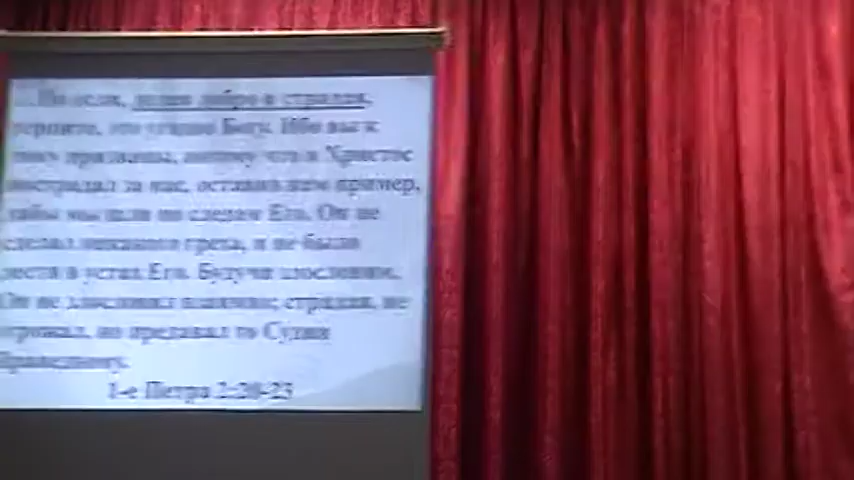 Но если, делая добро и страдая,
терпите, это угодно Богу. Ибо вы к
тому призваны, потому что и Христос
пострадал за нас, оставив нам пример,
дабы мы шли по следам Его. Он не
сделал никакого греха, и не было
лести в устах Его. Будучи злословим,
Он не злословил взаимно; страдая, не
угрожал, но предавал то Судии
Праведному.
1-е Петра 2:20-23